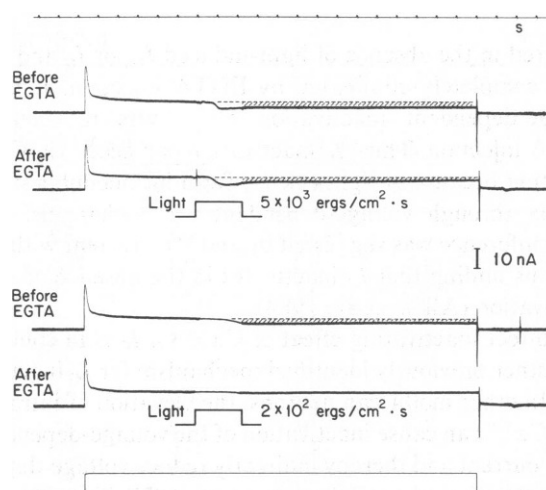 s
Before
EGTA
After
EGTA
Light
5 × 10³ ergs/cm² · s
10 nA
Before
EGTA
After
EGTA
Light
2 × 10² ergs/cm² · s